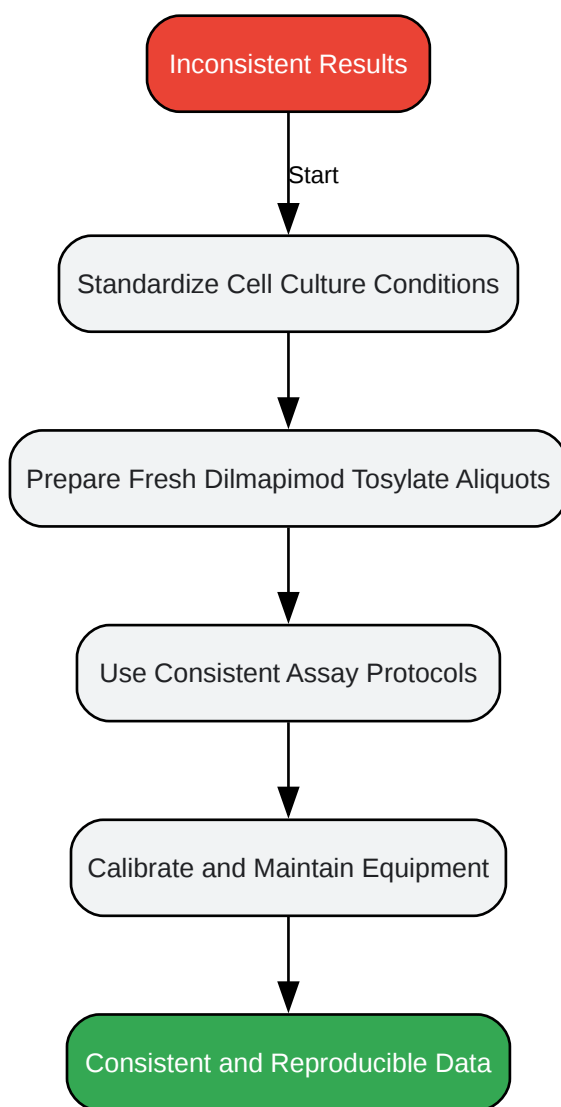 Inconsistent Results
Start
Standardize Cell Culture Conditions
Prepare Fresh Dilmapimod Tosylate Aliquots
Use Consistent Assay Protocols
Calibrate and Maintain Equipment
Consistent and Reproducible Data